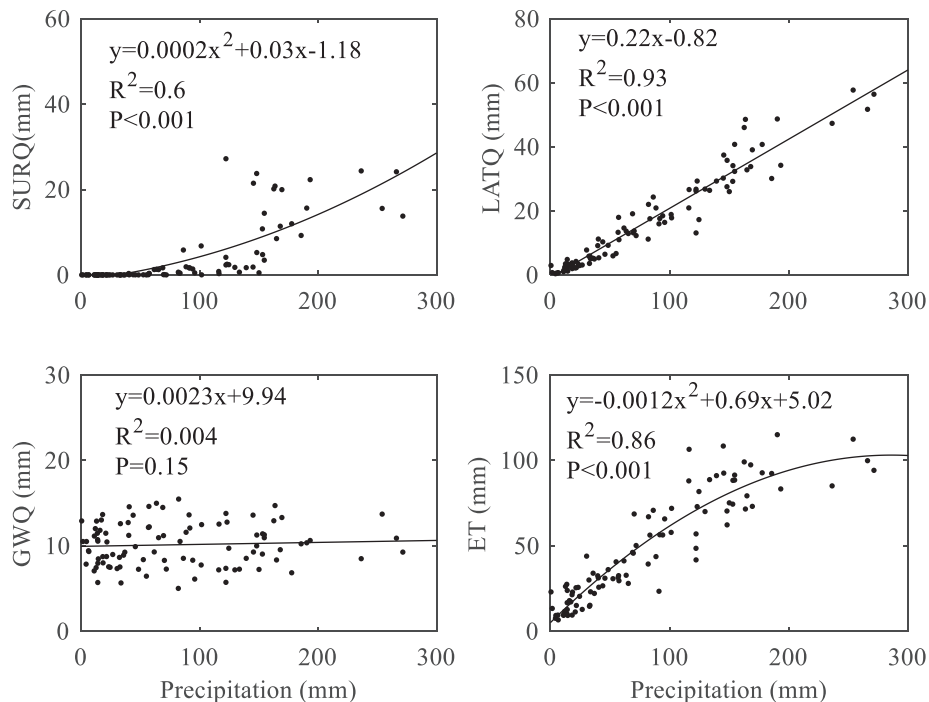 60
40
20
0
SURQ(mm)
y=0.0002x²+0.03x-1.18
R²=0.6
P<0.001
0 100 200 300
80
60
40
20
0
LATQ (mm)
y=0.22x-0.82
R²=0.93
P<0.001
0 100 200 300
30
20
10
0
GWQ (mm)
y=0.0023x+9.94
R²=0.004
P=0.15
0 100 200 300
Precipitation (mm)
150
100
50
0
ET (mm)
y=-0.0012x²+0.69x+5.02
R²=0.86
P<0.001
0 100 200 300
Precipitation (mm)